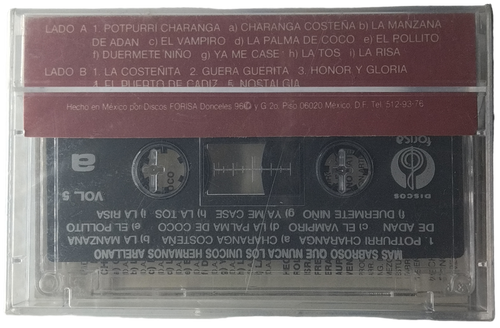 LADO A 1. POTPURRI CHARANGA a) CHARANGA COSTEÑA b) LA MANZANA
DE ADAN c) EL VAMPIRO d) LA PALMA DE COCO e) EL POLLITO
f) DUERMETE NIÑO g) YA ME CASE h) LA TOS i) LA RISA
LADO B 1. LA COSTEÑITA 2. GUERA GUERITA 3. HONOR Y GLORIA
4. EL PUERTO DE CADIZ 5. NOSTALGIA
Hecho en México por Discos FORISA Donceles 96 y G 2o. Piso 06020 México, D.F. Tel. 512-93-76
forisa
DISCOS
a
VOL. 5
f) DUERMETE NIÑO g) YA ME CASE h) LA TOS i) LA RISA
DE ADAN c) EL VAMPIRO d) LA PALMA DE COCO e) EL POLLITO
1. POTPURRI CHARANGA a) CHARANGA COSTEÑA b) LA MANZANA
MAS SABROSO QUE NUNCA LOS UNICOS HERMANOS ARELLANO